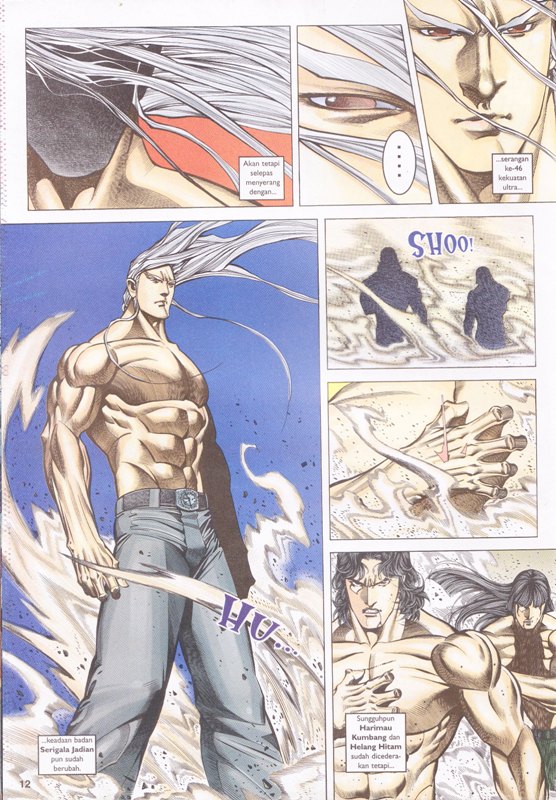 Akan tetapi
selepas
menyerang
dengan...
....
...serangan
ke-46
kekuatan
ultra...
SHOO!
HU...
Sungguhpun
Harimau
Kumbang dan
Helang Hitam
sudah dicedera-
kan tetapi...
...keadaan badan
Serigala Jadian
pun sudah
berubah.
12